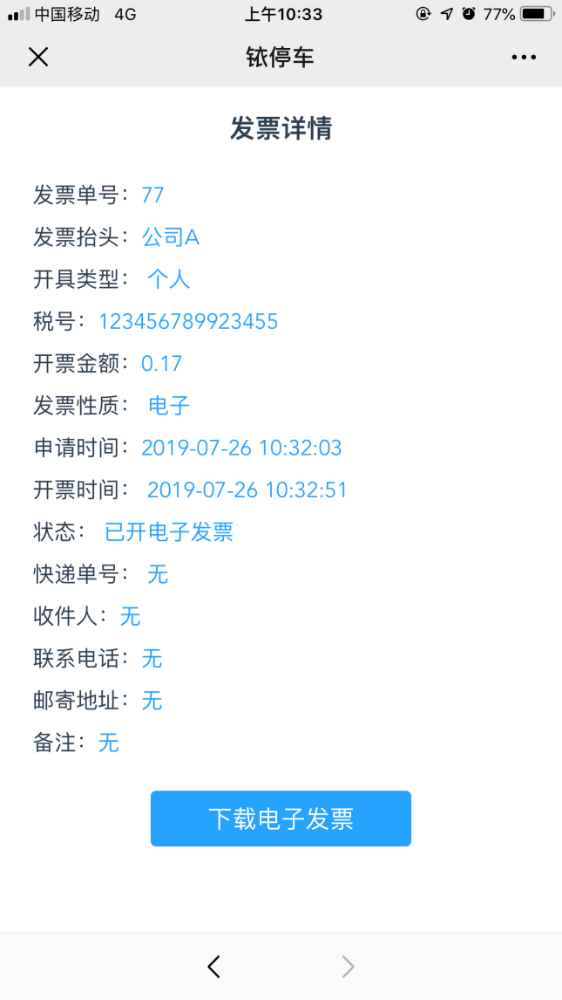 中国移动 4G 上午10:33 77%
铱停车
发票详情
发票单号：77
发票抬头：公司A
开具类型： 个人
税号：123456789923455
开票金额：0.17
发票性质： 电子
申请时间：2019-07-26 10:32:03
开票时间： 2019-07-26 10:32:51
状态： 已开电子发票
快递单号： 无
收件人：无
联系电话：无
邮寄地址：无
备注：无
下载电子发票